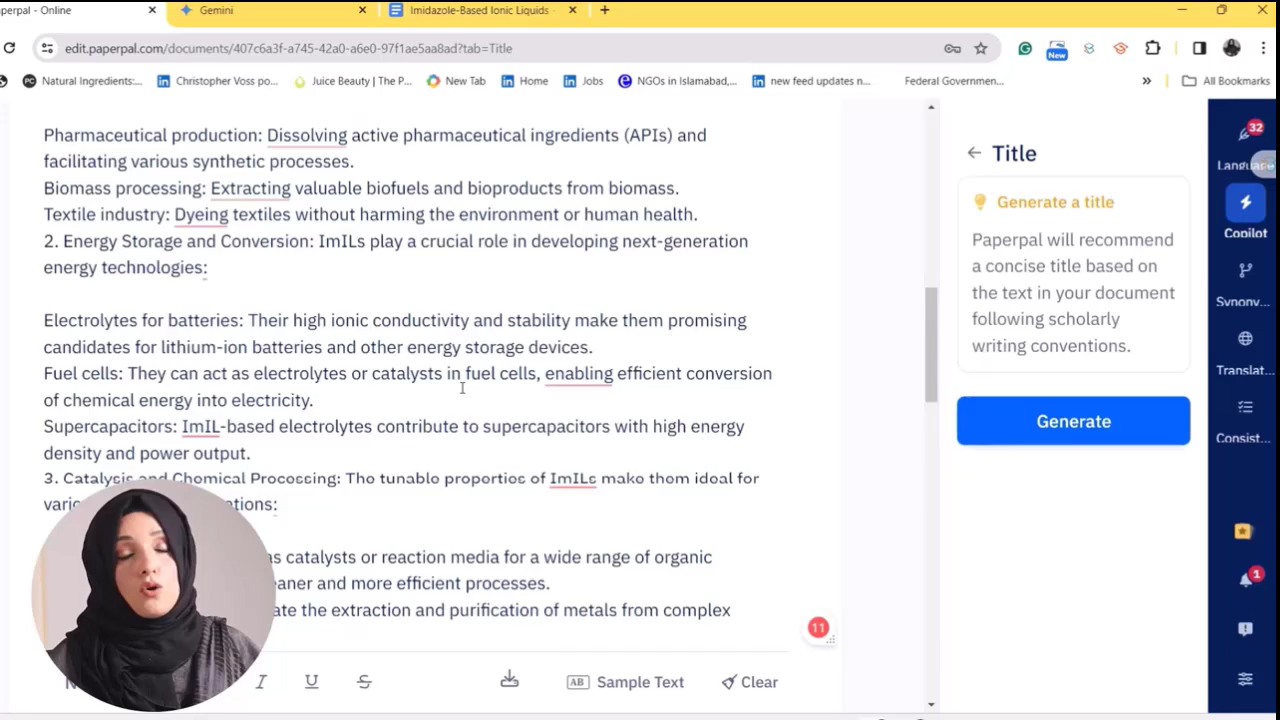 perpal - Online
Gemini
Imidazole-Based Ionic Liquids -
edit.paperpal.com/documents/407c6a3f-a745-42a0-a6e0-97f1ae5aa8ad?tab=Title
New
Natural Ingredients:...
Christopher Voss po...
Juice Beauty | The P...
New Tab
Home
Jobs
NGOs in Islamabad,...
new feed updates n...
Federal Governmen...
All Bookmarks
Pharmaceutical production: Dissolving active pharmaceutical ingredients (APIs) and
facilitating various synthetic processes.
Biomass processing: Extracting valuable biofuels and bioproducts from biomass.
Textile industry: Dyeing textiles without harming the environment or human health.
2. Energy Storage and Conversion: ImILs play a crucial role in developing next-generation
energy technologies:
Electrolytes for batteries: Their high ionic conductivity and stability make them promising
candidates for lithium-ion batteries and other energy storage devices.
Fuel cells: They can act as electrolytes or catalysts in fuel cells, enabling efficient conversion
of chemical energy into electricity.
Supercapacitors: ImIL-based electrolytes contribute to supercapacitors with high energy
density and power output.
3. Catalysis and Chemical Processing: The tunable properties of ImILs make them ideal for
as catalysts or reaction media for a wide range of organic
eaner and more efficient processes.
ate the extraction and purification of metals from complex
11
I U S
AB Sample Text
Clear
Title
Generate a title
Paperpal will recommend
a concise title based on
the text in your document
following scholarly
writing conventions.
Generate
32
Langua
Copilot
Synony...
Translat...
Consist...
1